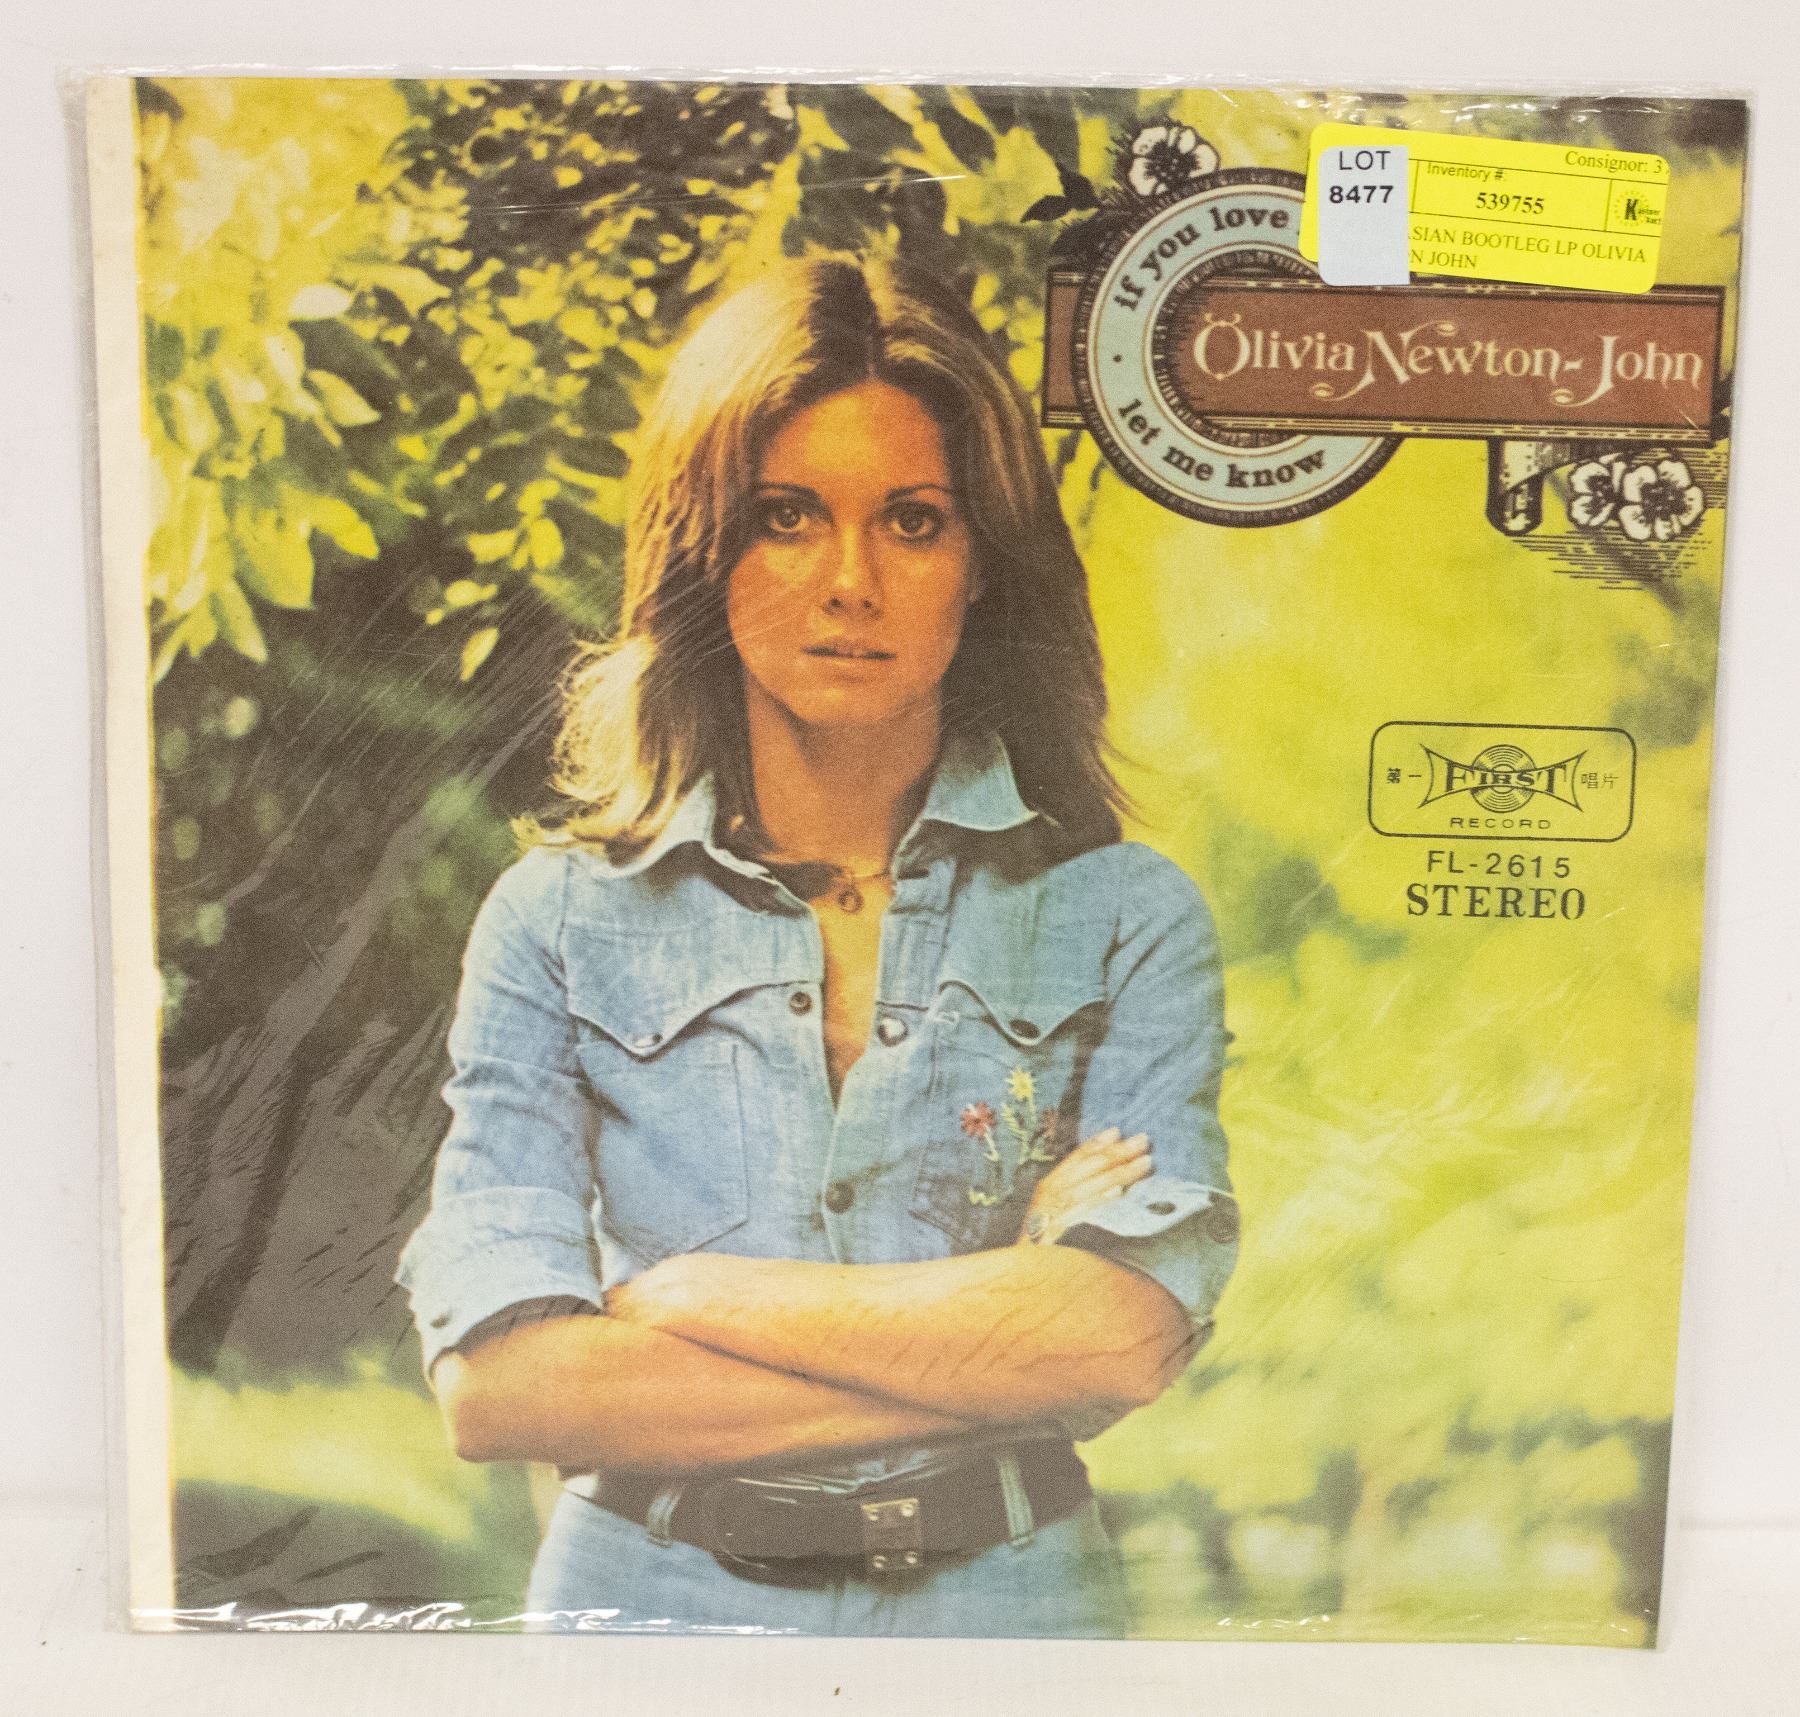 LOT
8477
Consignor: 3
Inventory #:
539755
ASIAN BOOTLEG LP OLIVIA
JOHN
if you love
let me know
Olivia Newton-John
第一 FIRST 唱片
RECORD
FL-2615
STEREO